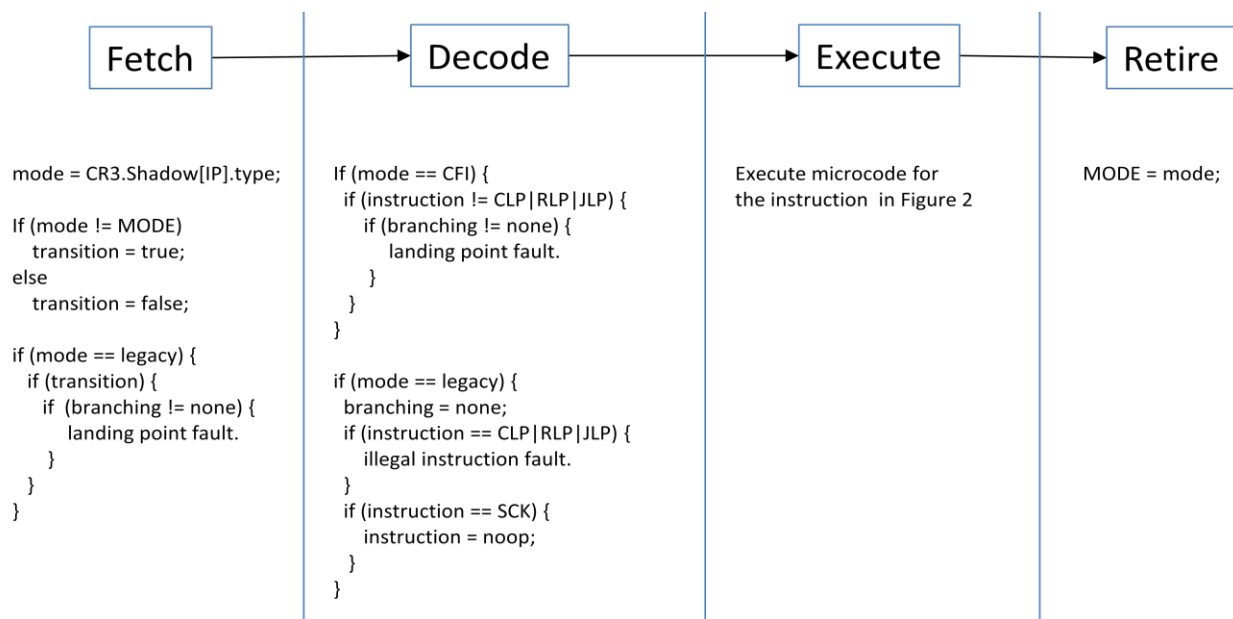 Fetch
Decode
Execute
Retire
mode = CR3.Shadow[IP].type;
If (mode != MODE)
transition = true;
else
transition = false;
if (mode == legacy) {
if (transition) {
if (branching != none) {
landing point fault.
}
}
}
If (mode == CFI) {
if (instruction != CLP|RLP|JLP) {
if (branching != none) {
landing point fault.
}
}
}
if (mode == legacy) {
branching = none;
if (instruction == CLP|RLP|JLP) {
illegal instruction fault.
}
if (instruction == SCK) {
instruction = noop;
}
}
Execute microcode for
the instruction in Figure 2
MODE = mode;